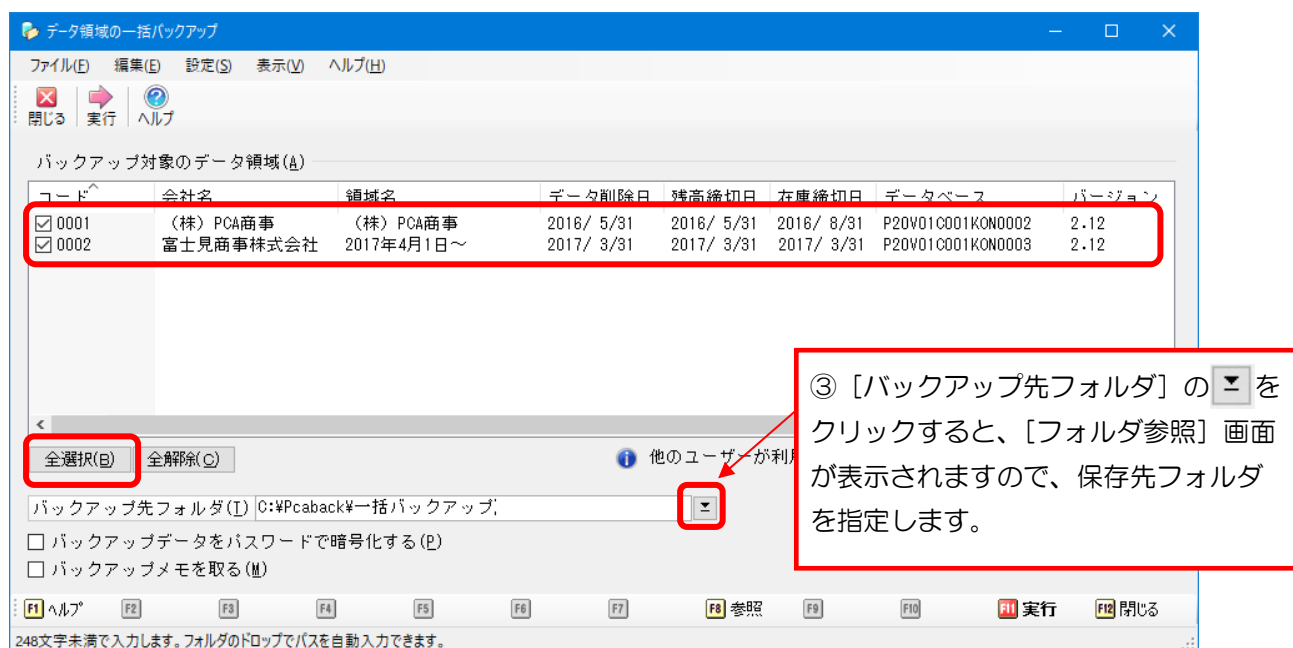 データ領域の一括バックアップ
ファイル(F) 編集(E) 設定(S) 表示(V) ヘルプ(H)
閉じる 実行 ヘルプ
バックアップ対象のデータ領域(A)
コード 会社名 領域名 データ削除日 残高締切日 在庫締切日 データベース バージョン
0001 (株) PCA商事 (株) PCA商事 2016/ 5/31 2016/ 5/31 2016/ 8/31 P20V01C001KON0002 2.12
0002 富士見商事株式会社 2017年4月1日～ 2017/ 3/31 2017/ 3/31 2017/ 3/31 P20V01C001KON0003 2.12
③［バックアップ先フォルダ］の を
クリックすると、［フォルダ参照］画面
が表示されますので、保存先フォルダ
を指定します。
全選択(B) 全解除(C) 他のユーザーが利
バックアップ先フォルダ(T) C:¥Pcaback¥一括バックアップ
バックアップデータをパスワードで暗号化する(P)
バックアップメモを取る(M)
F1 ヘルプ F2 F3 F4 F5 F6 F7 F8 参照 F9 F10 F11 実行 F12 閉じる
248文字未満で入力します。フォルダのドロップでパスを自動入力できます。